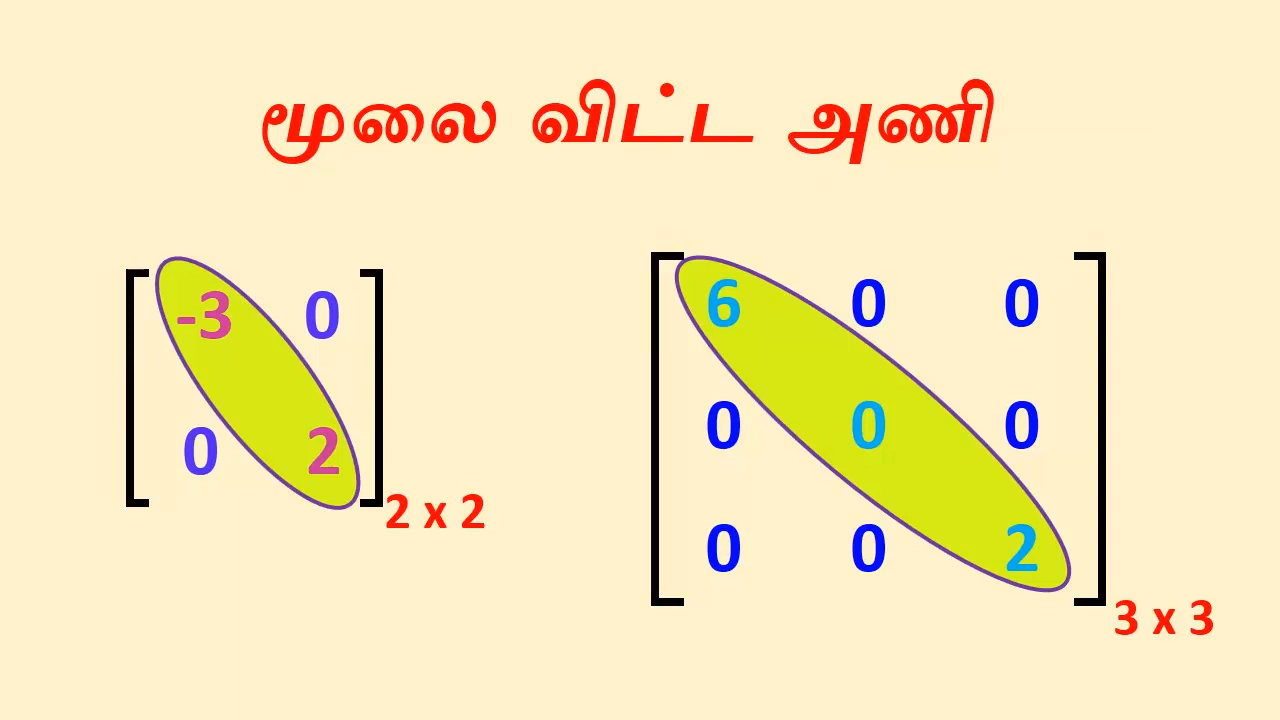 மூலை விட்ட அணி
-3 0
0 2
2 x 2
6 0 0
0 0 0
0 0 2
3 x 3